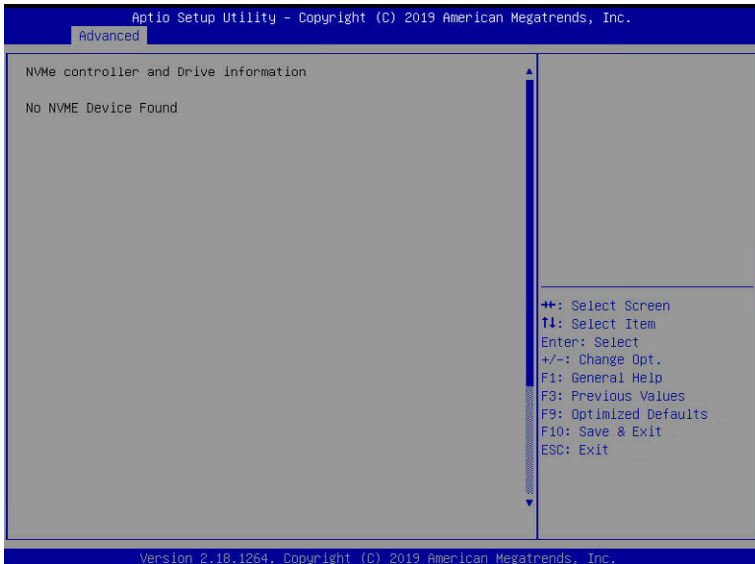 Aptio Setup Utility – Copyright (C) 2019 American Megatrends, Inc.
Advanced
NVMe controller and Drive information
No NVME Device Found
→←: Select Screen
↑↓: Select Item
Enter: Select
+/-: Change Opt.
F1: General Help
F3: Previous Values
F9: Optimized Defaults
F10: Save & Exit
ESC: Exit
Version 2.18.1264. Copyright (C) 2019 American Megatrends, Inc.